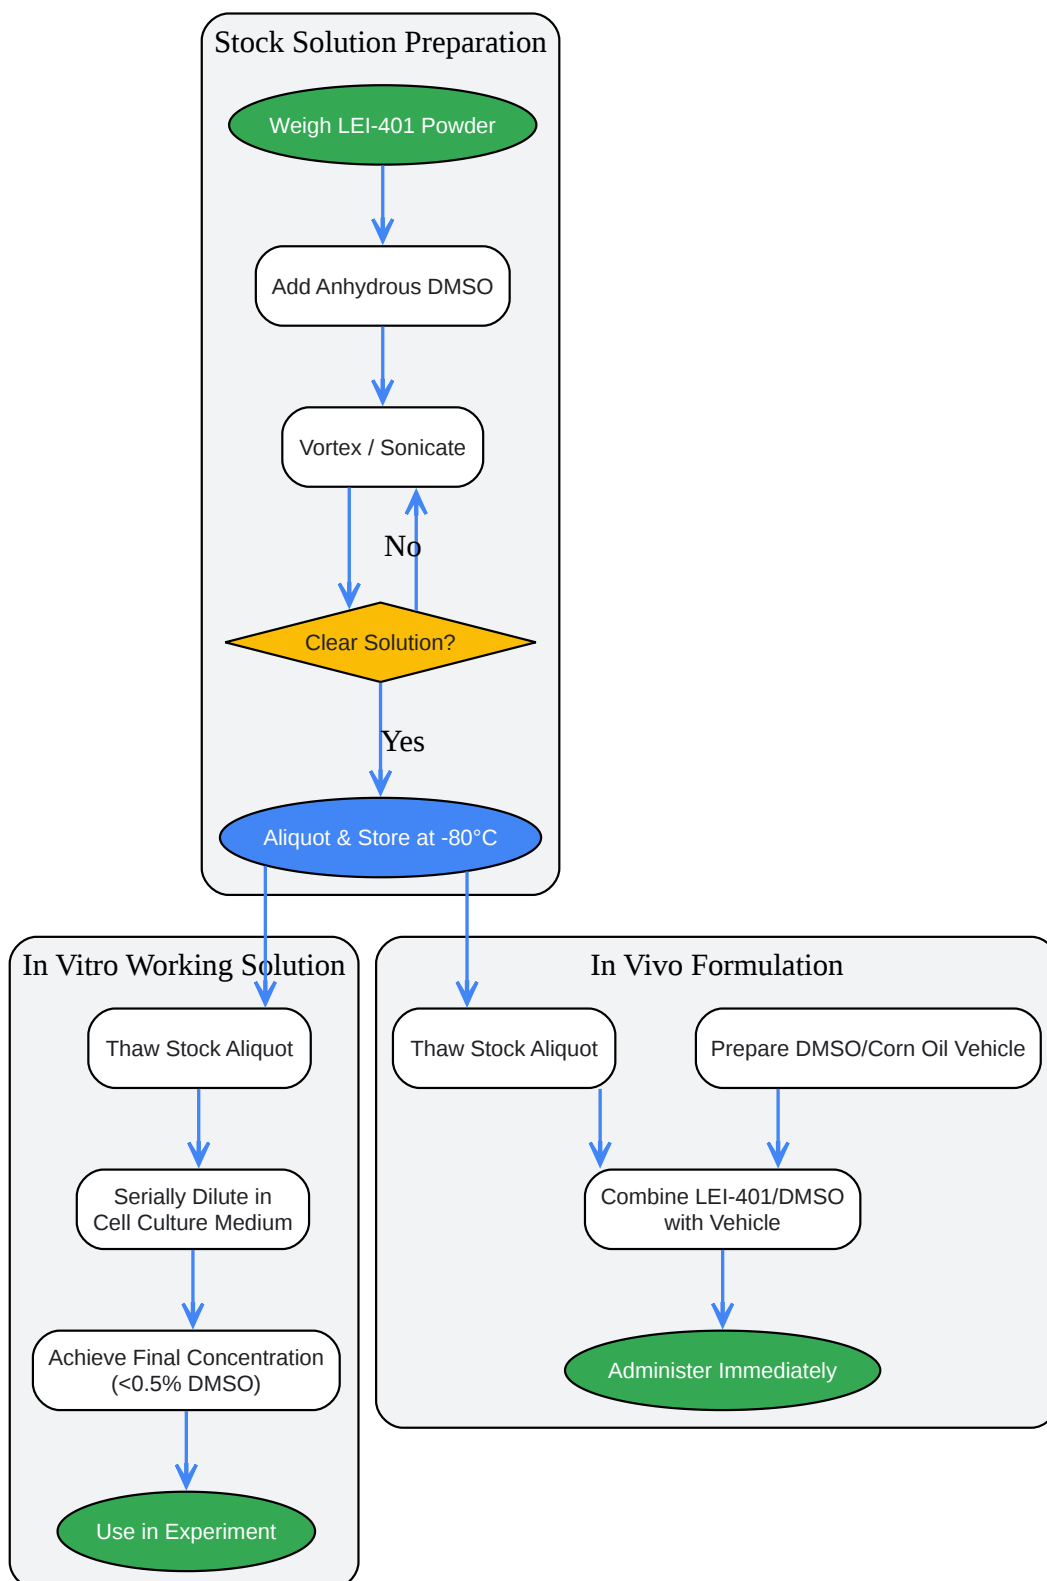 Stock Solution Preparation
Weigh LEI-401 Powder
Add Anhydrous DMSO
Vortex / Sonicate
No
Clear Solution?
Yes
Aliquot & Store at -80°C
In Vitro Working Solution
Thaw Stock Aliquot
Serially Dilute in
Cell Culture Medium
Achieve Final Concentration
(<0.5% DMSO)
Use in Experiment
In Vivo Formulation
Thaw Stock Aliquot
Prepare DMSO/Corn Oil Vehicle
Combine LEI-401/DMSO
with Vehicle
Administer Immediately